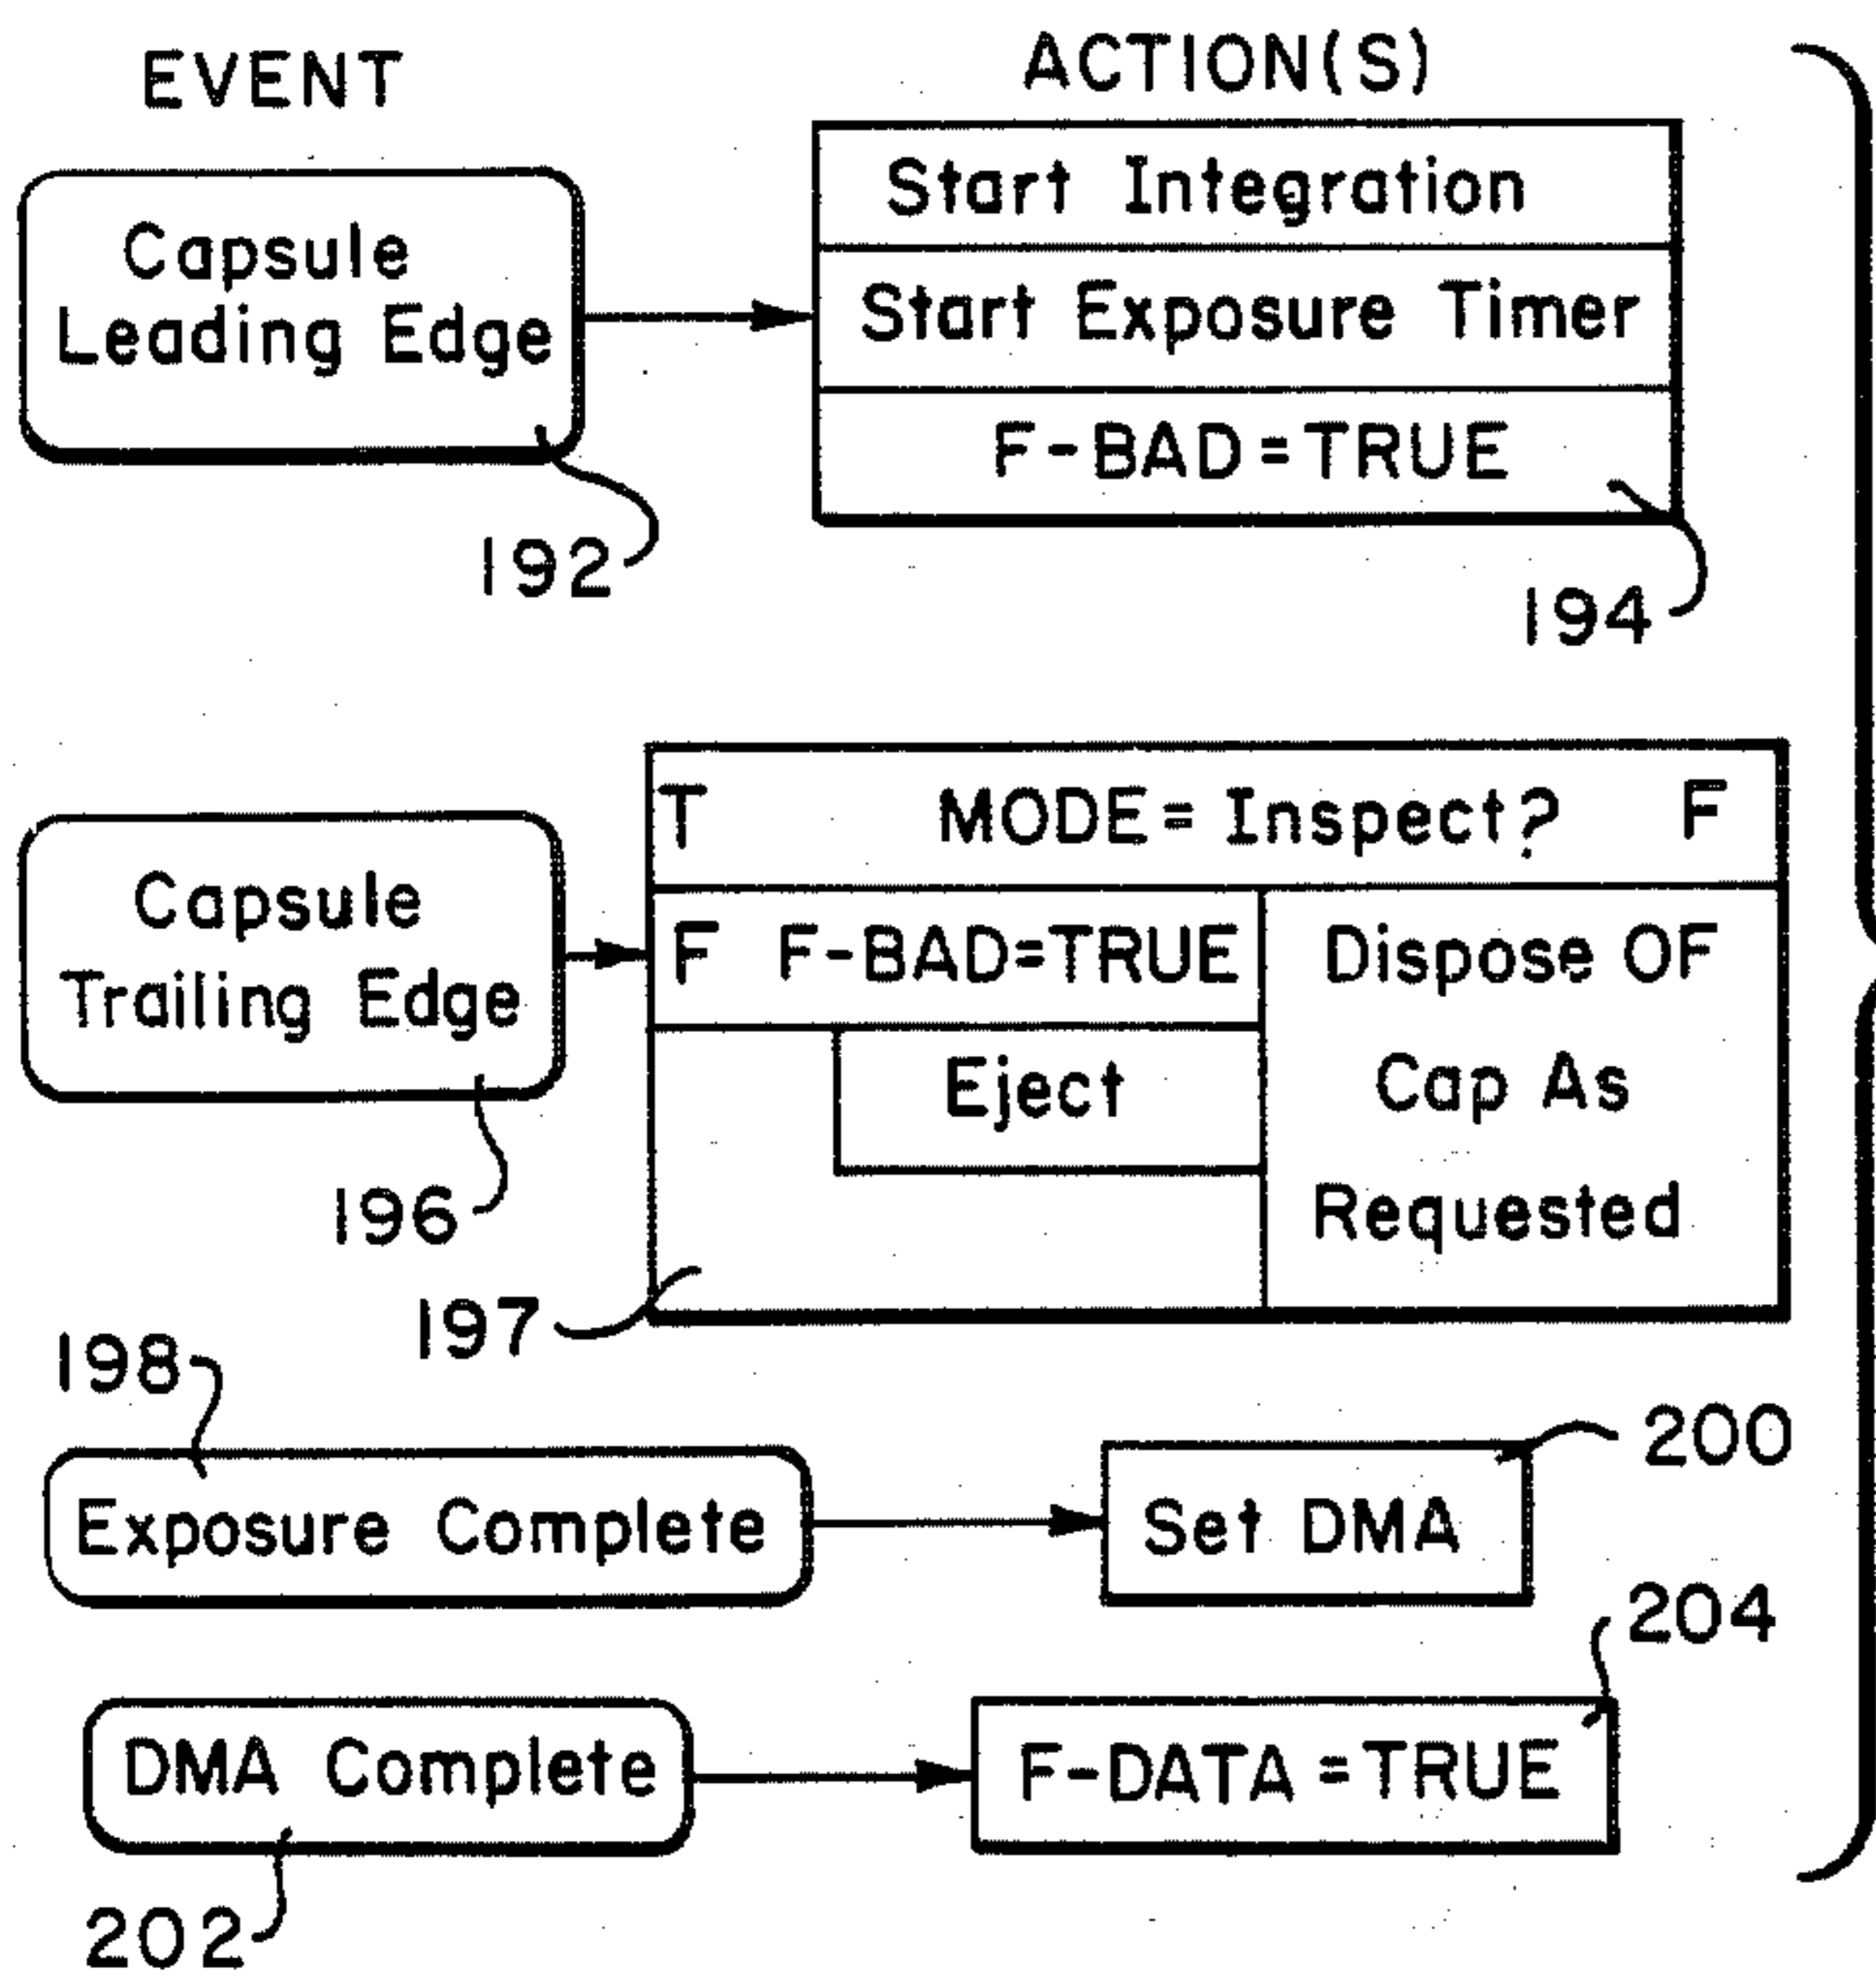 EVENT
ACTION(S)
Capsule
Leading Edge
192
Start Integration
Start Exposure Timer
F-BAD=TRUE
194
Capsule
Trailing Edge
196
T MODE= Inspect? F
F F-BAD=TRUE
Eject
Dispose OF
Cap As
Requested
197
198
Exposure Complete
Set DMA
200
DMA Complete
202
F-DATA=TRUE
204